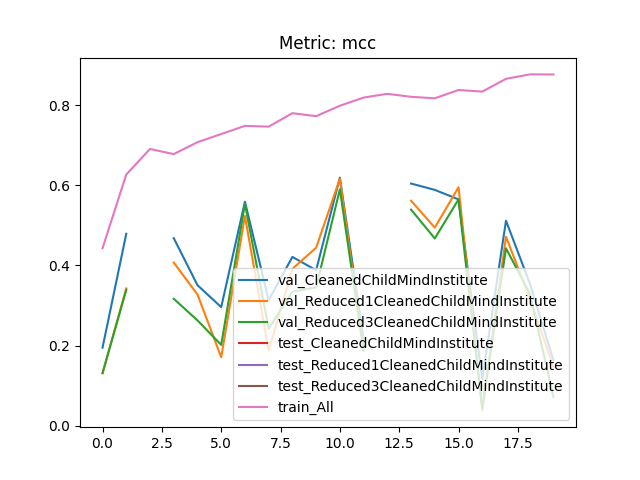 Metric: mcc
0.8
0.6
0.4
0.2
0.0
val_CleanedChildMindInstitute
val_Reduced1CleanedChildMindInstitute
val_Reduced3CleanedChildMindInstitute
test_CleanedChildMindInstitute
test_Reduced1CleanedChildMindInstitute
test_Reduced3CleanedChildMindInstitute
train_All
0.0 2.5 5.0 7.5 10.0 12.5 15.0 17.5